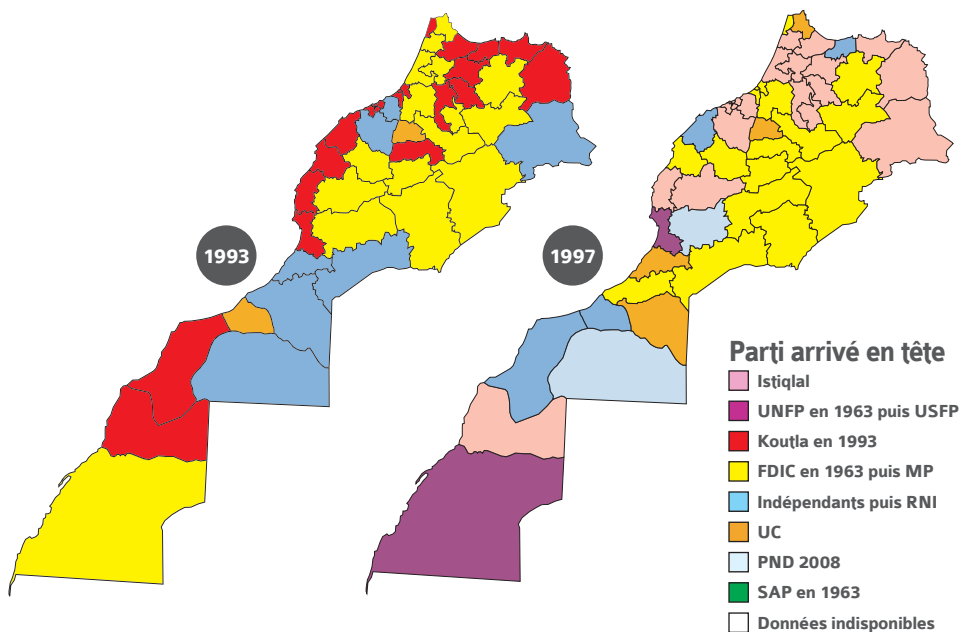 1993
1997
Parti arrivé en tête
Istiqlal
UNFP en 1963 puis USFP
Koutla en 1993
FDIC en 1963 puis MP
Indépendants puis RNI
UC
PND 2008
SAP en 1963
Données indisponibles